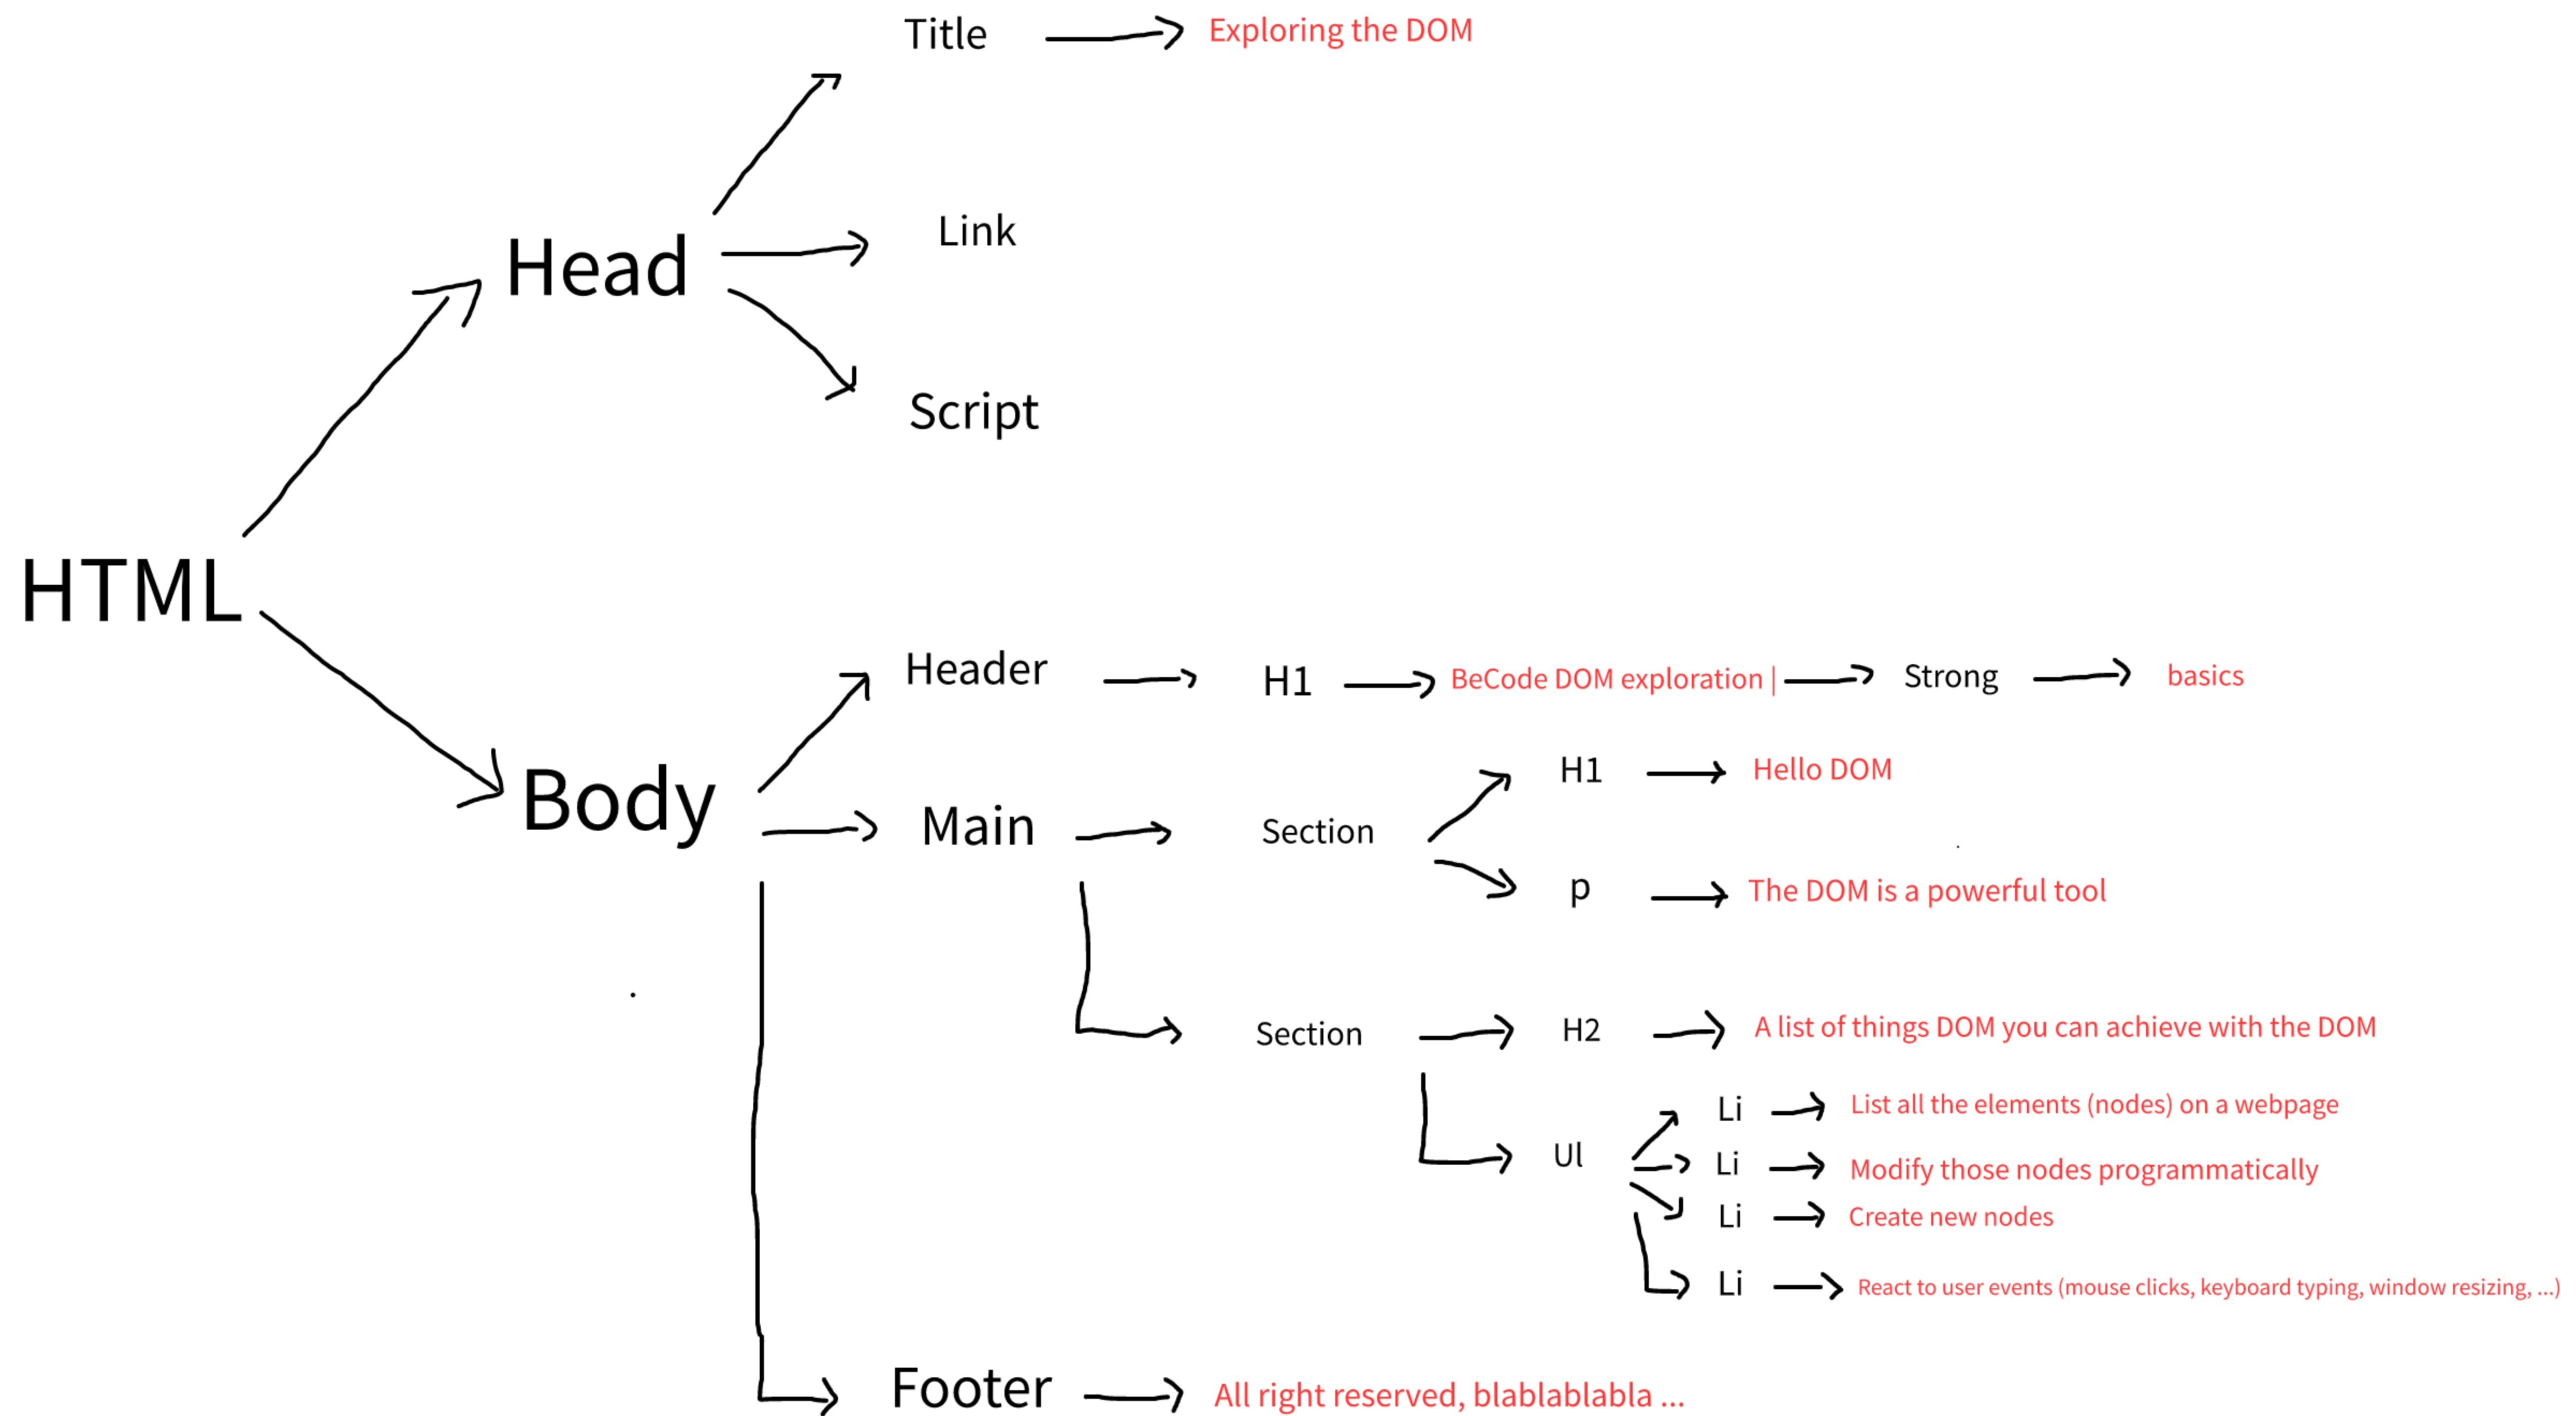 Title Exploring the DOM
Link
Head
Script
HTML
Header H1 BeCode DOM exploration | Strong basics
H1 Hello DOM
Body Main Section
p The DOM is a powerful tool
Section H2 A list of things DOM you can achieve with the DOM
Li List all the elements (nodes) on a webpage
Ul Li Modify those nodes programmatically
Li Create new nodes
Li React to user events (mouse clicks, keyboard typing, window resizing, ...)
Footer All right reserved, blablablabla ...